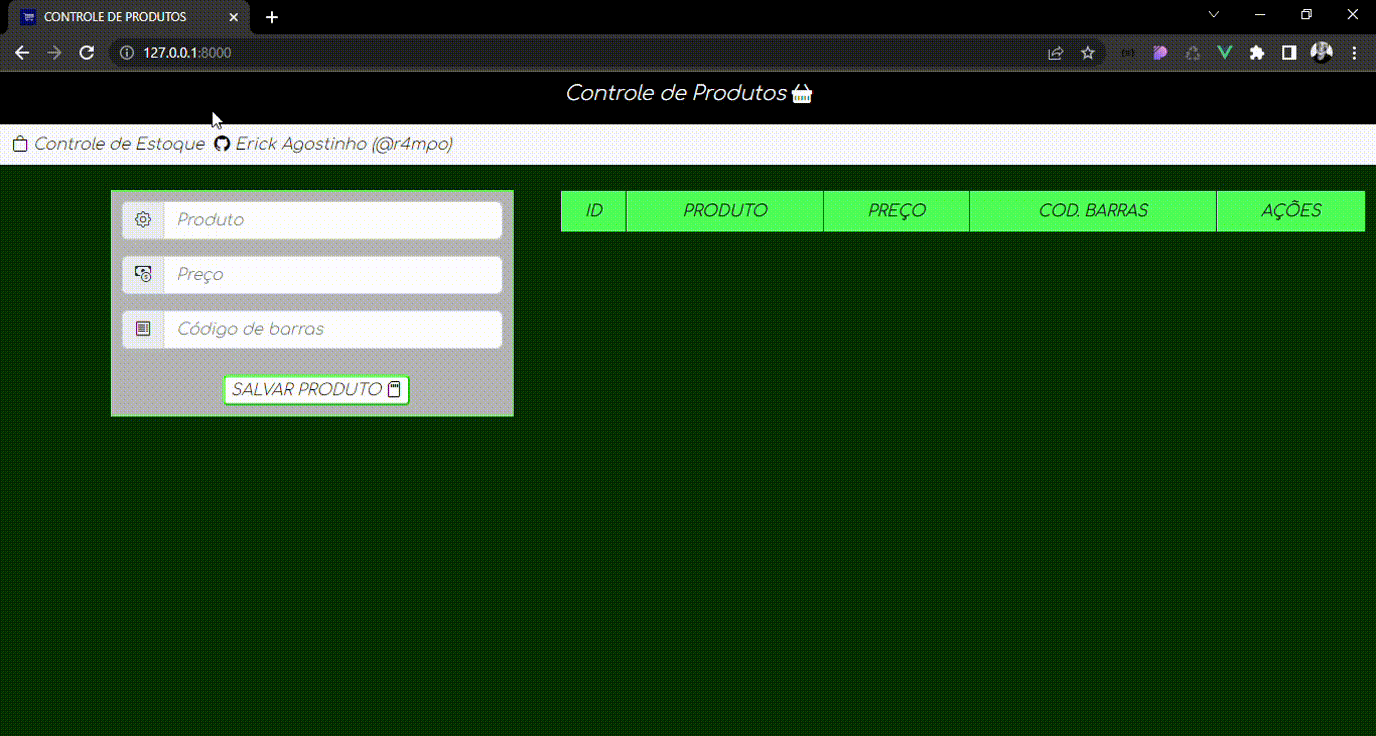 CONTROLE DE PRODUTOS
127.0.0.1:8000
Controle de Produtos
Controle de Estoque Erick Agostinho (@r4mpo)
Produto
Preço
Código de barras
SALVAR PRODUTO
ID PRODUTO PREÇO COD. BARRAS AÇÕES